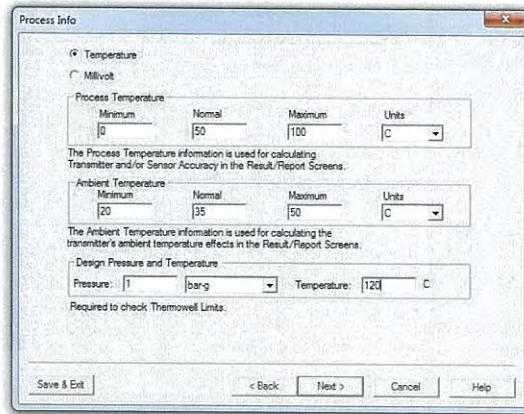 Process Info
Temperature
Millivolt
Process Temperature
Minimum Normal Maximum Units
0 50 100 C
The Process Temperature information is used for calculating
Transmitter and/or Sensor Accuracy in the Result/Report Screens.
Ambient Temperature
Minimum Normal Maximum Units
20 35 50 C
The Ambient Temperature information is used for calculating the
transmitter's ambient temperature effects in the Result/Report Screens.
Design Pressure and Temperature
Pressure: 1 bar-g Temperature: 120 C
Required to check Thermowell Limits.
Save & Exit < Back Next > Cancel Help